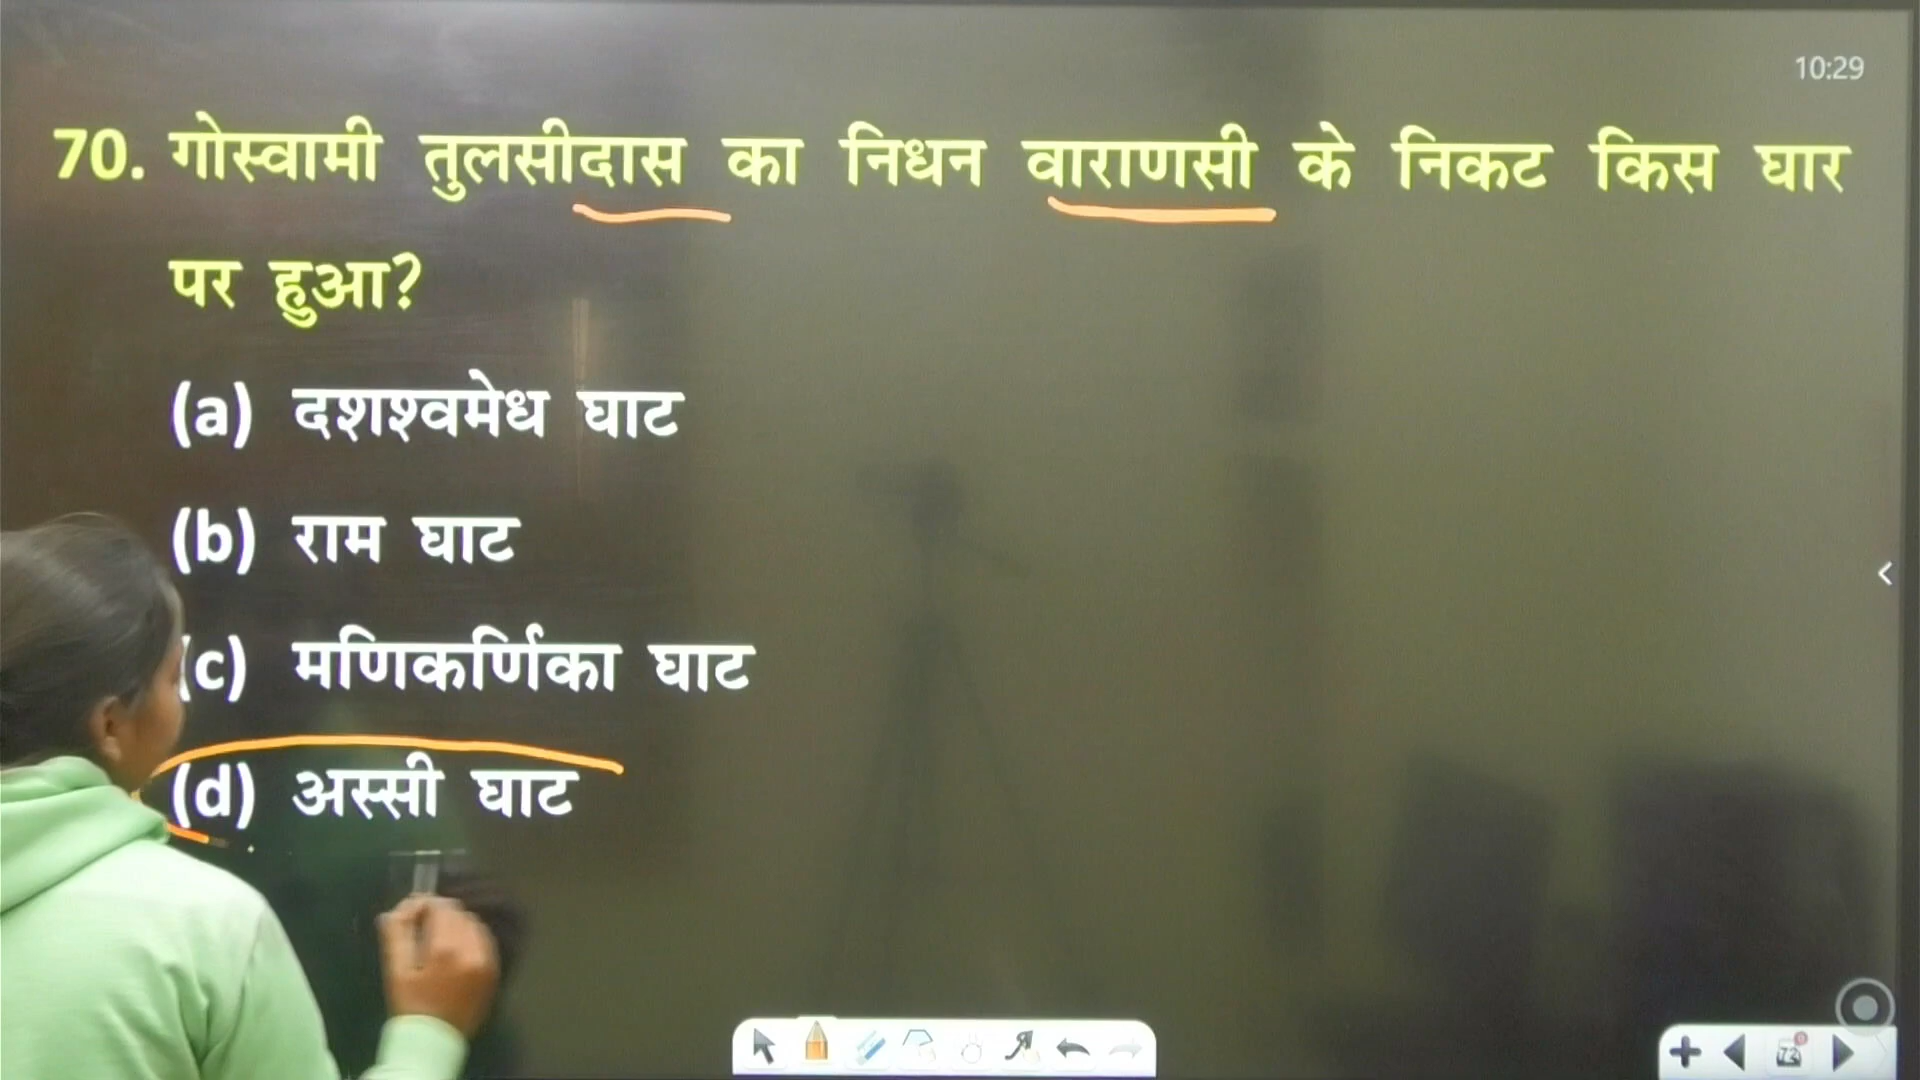 10:29
70. गोस्वामी तुलसीदास का निधन वाराणसी के निकट किस घार
पर हुआ?
(a) दशश्वमेध घाट
(b) राम घाट
(c) मणिकर्णिका घाट
(d) अस्सी घाट